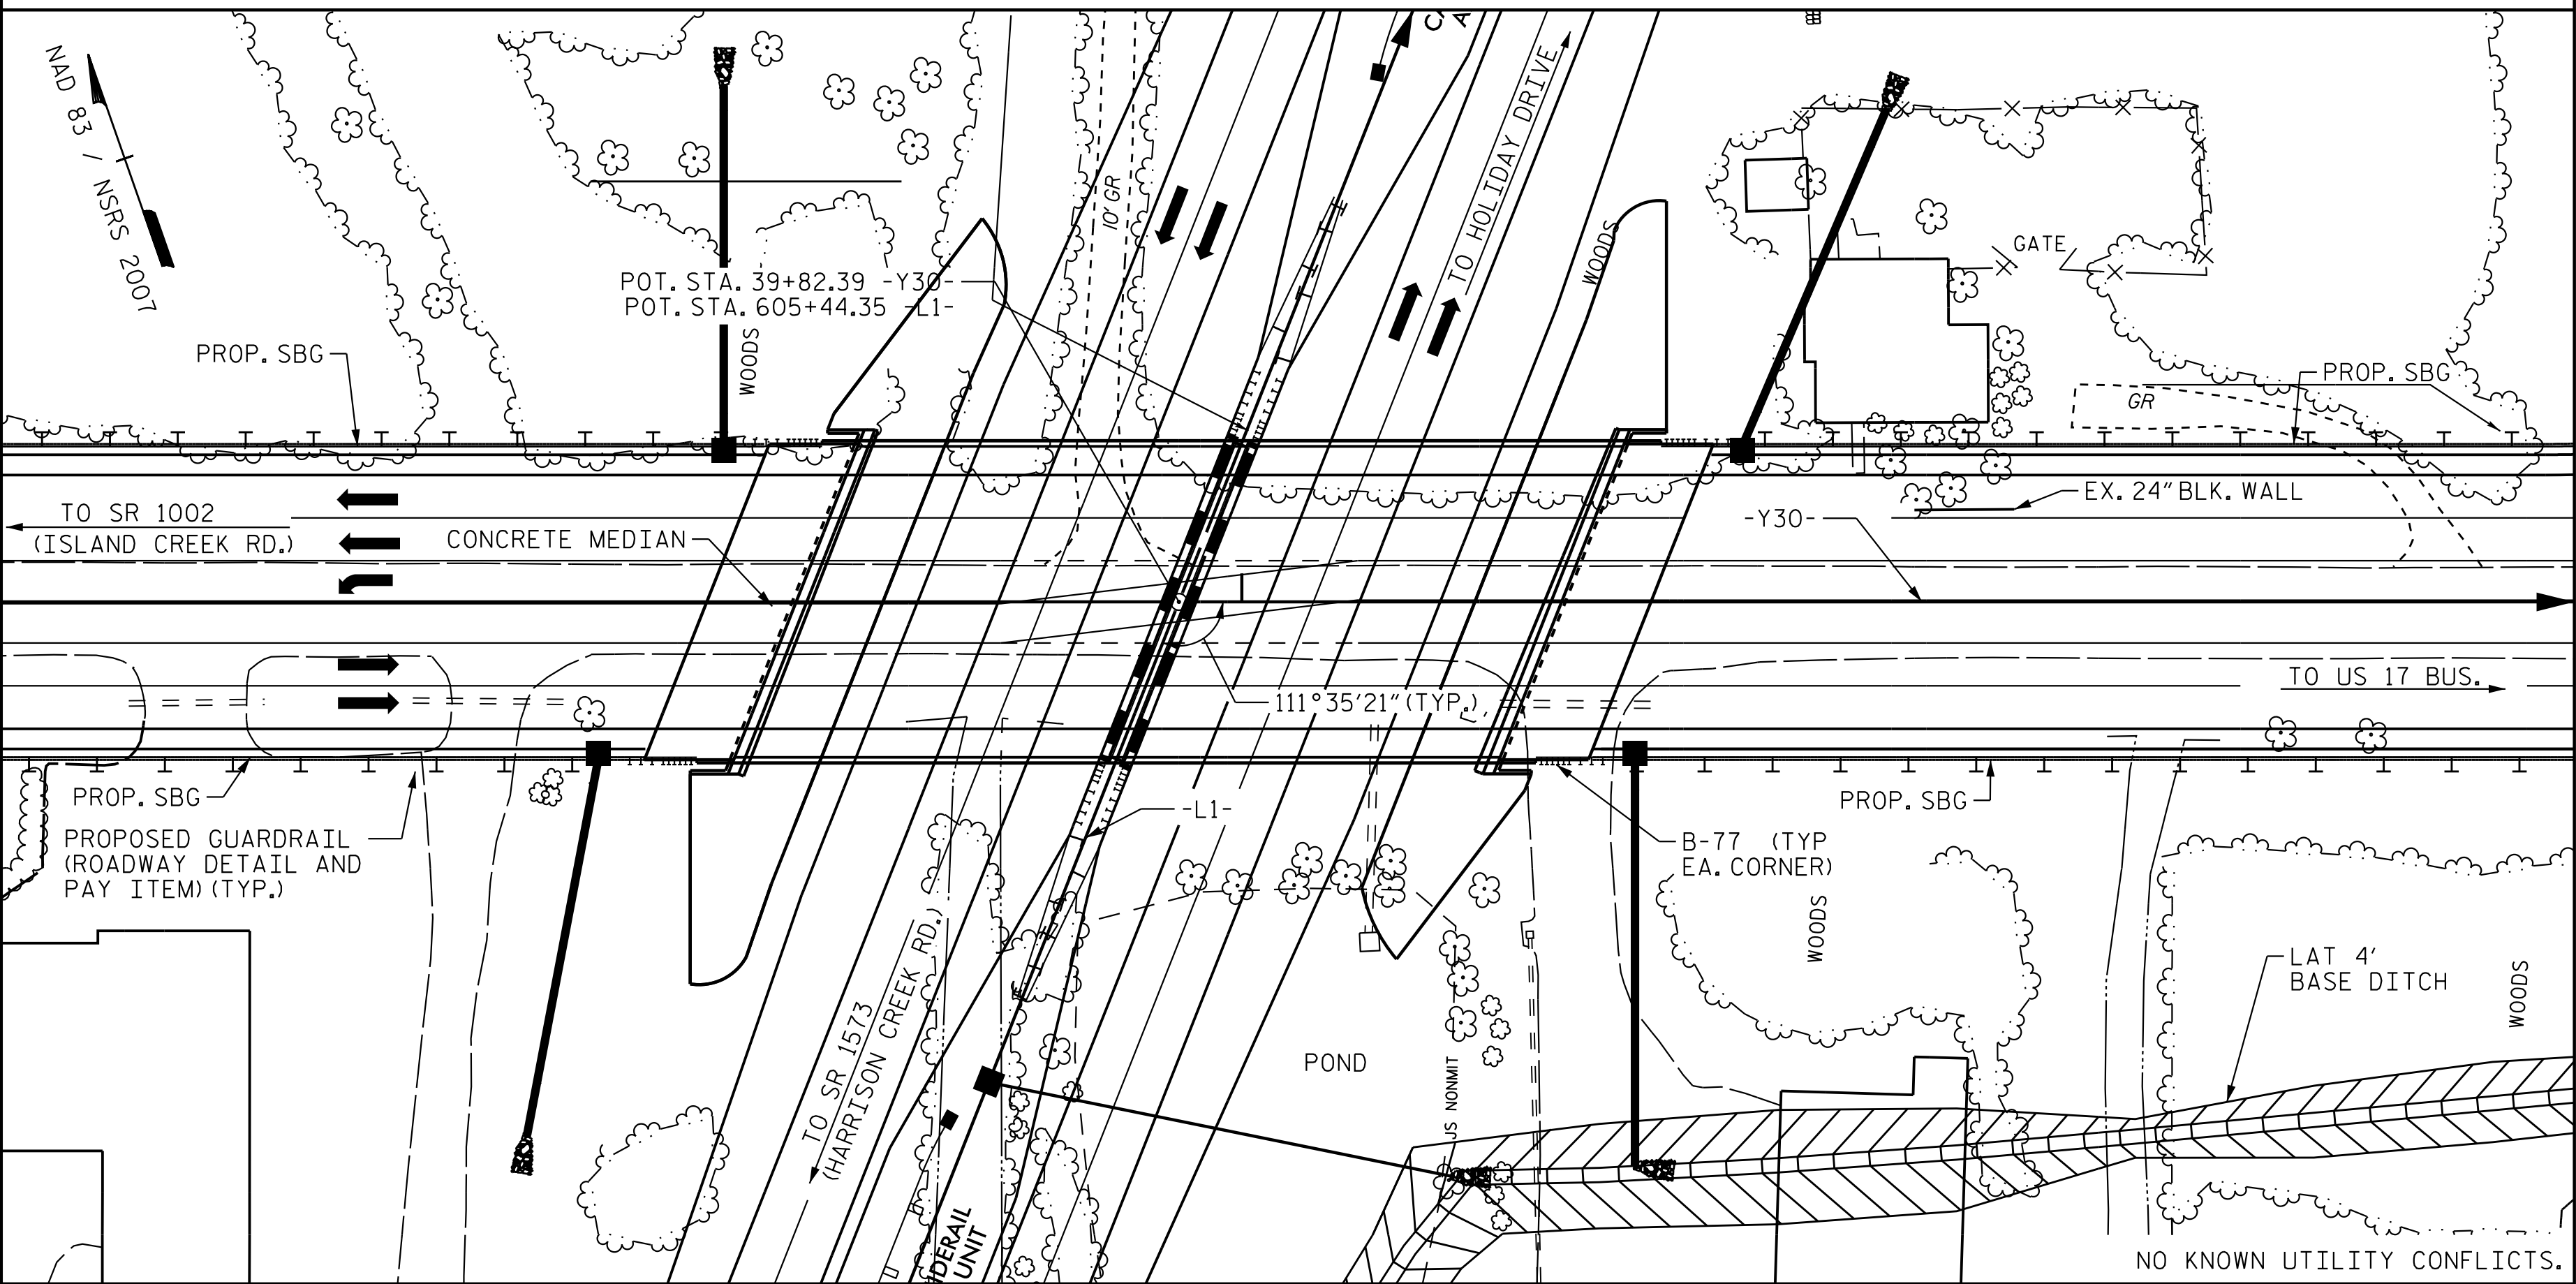 NAD 83 / NSRS 2007
10' GR
TO HOLIDAY DRIVE
WOODS
GATE
POT. STA. 39+82.39 -Y30-
POT. STA. 605+44.35 -L1-
WOODS
PROP. SBG
PROP. SBG
GR
EX. 24" BLK. WALL
TO SR 1002
(ISLAND CREEK RD.)
CONCRETE MEDIAN
-Y30-
TO US 17 BUS.
111°35'21" (TYP.)
PROP. SBG
PROPOSED GUARDRAIL
(ROADWAY DETAIL AND
PAY ITEM) (TYP.)
-L1-
PROP. SBG
B-77 (TYP
EA. CORNER)
WOODS
LAT 4'
BASE DITCH
WOODS
TO SR 1573
(HARRISON CREEK RD.)
POND
JS NONMIT
IDERAIL
UNIT
NO KNOWN UTILITY CONFLICTS.